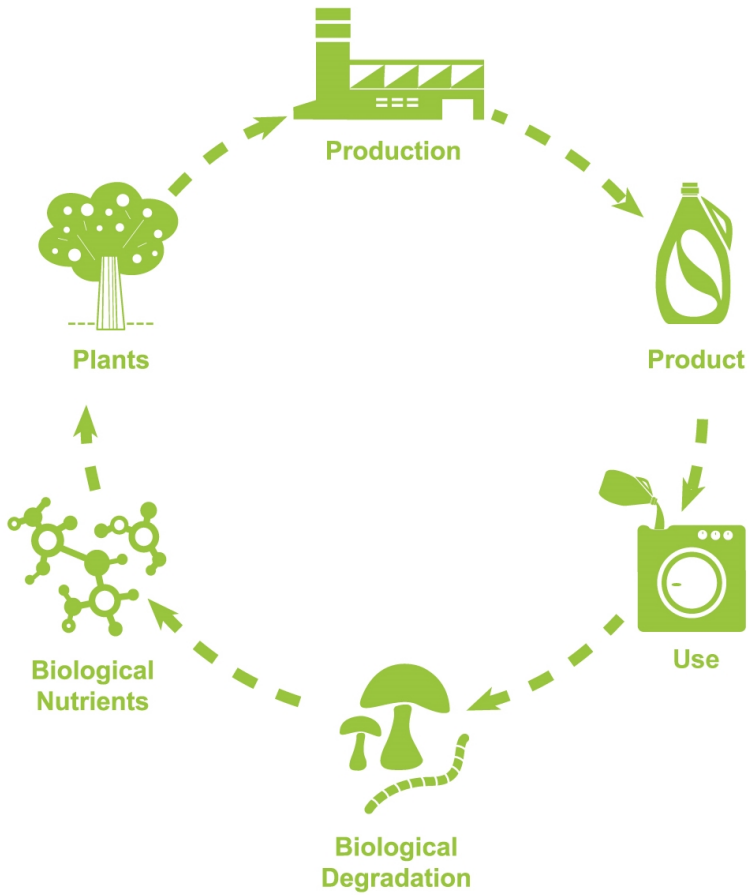 Production
Product
Use
Biological
Degradation
Biological
Nutrients
Plants